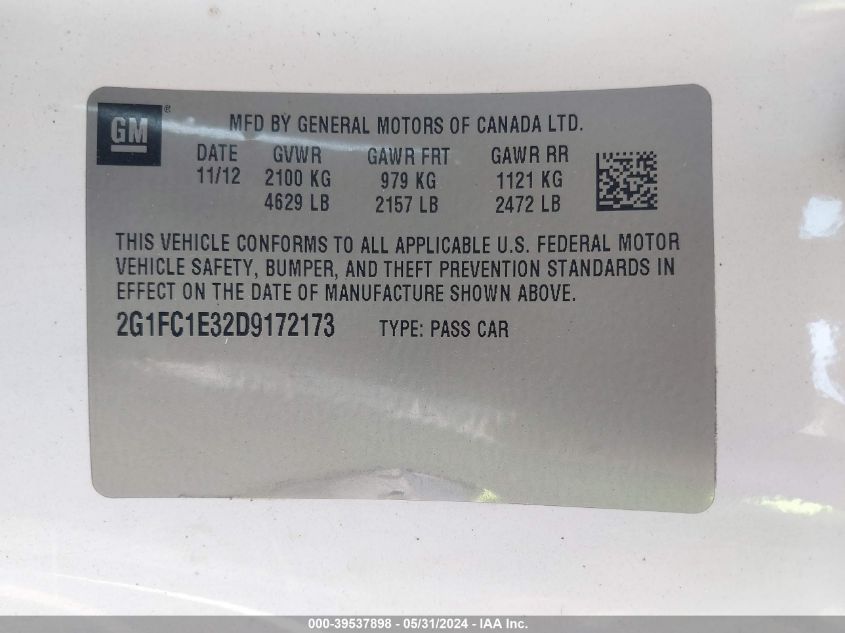 GM ®
MFD BY GENERAL MOTORS OF CANADA LTD.
DATE GVWR GAWR FRT GAWR RR
11/12 2100 KG 979 KG 1121 KG
4629 LB 2157 LB 2472 LB
THIS VEHICLE CONFORMS TO ALL APPLICABLE U.S. FEDERAL MOTOR
VEHICLE SAFETY, BUMPER, AND THEFT PREVENTION STANDARDS IN
EFFECT ON THE DATE OF MANUFACTURE SHOWN ABOVE.
2G1FC1E32D9172173 TYPE: PASS CAR
000-39537898 - 05/31/2024 - IAA Inc.